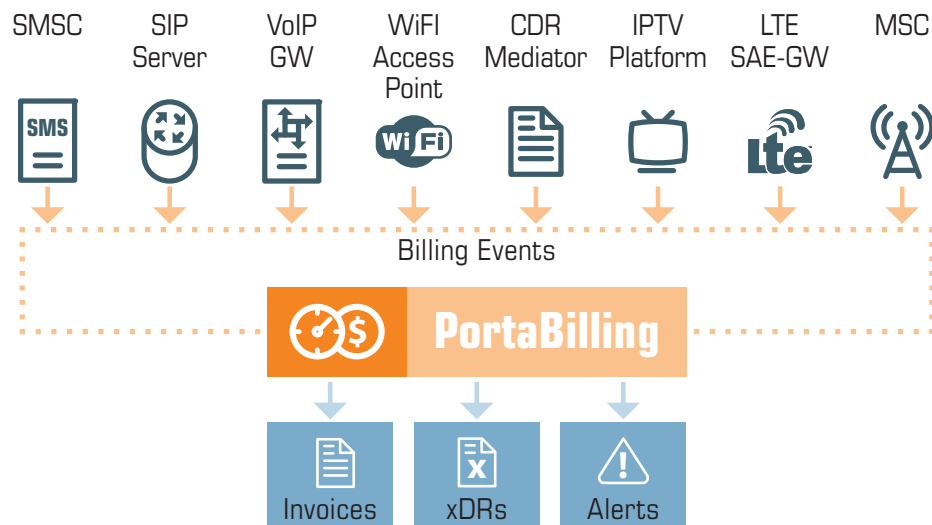 SMSC
SIP
Server
VoIP
GW
WiFI
Access
Point
CDR
Mediator
IPTV
Platform
LTE
SAE-GW
MSC
SMS
WiFi
Lte
Billing Events
$
PortaBilling
Invoices
X
xDRs
!
Alerts